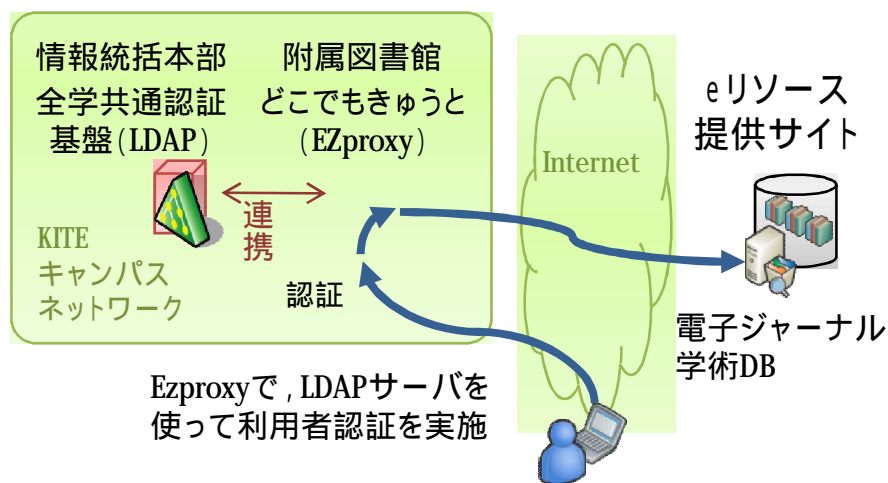 情報統括本部
全学共通認証
基盤(LDAP)
附属図書館
どこでもきゅうと
(EZproxy)
連
携
KITE
キャンパス
ネットワーク
認証
Internet
eリソース
提供サイト
電子ジャーナル
学術DB
Ezproxyで,LDAPサーバを
使って利用者認証を実施